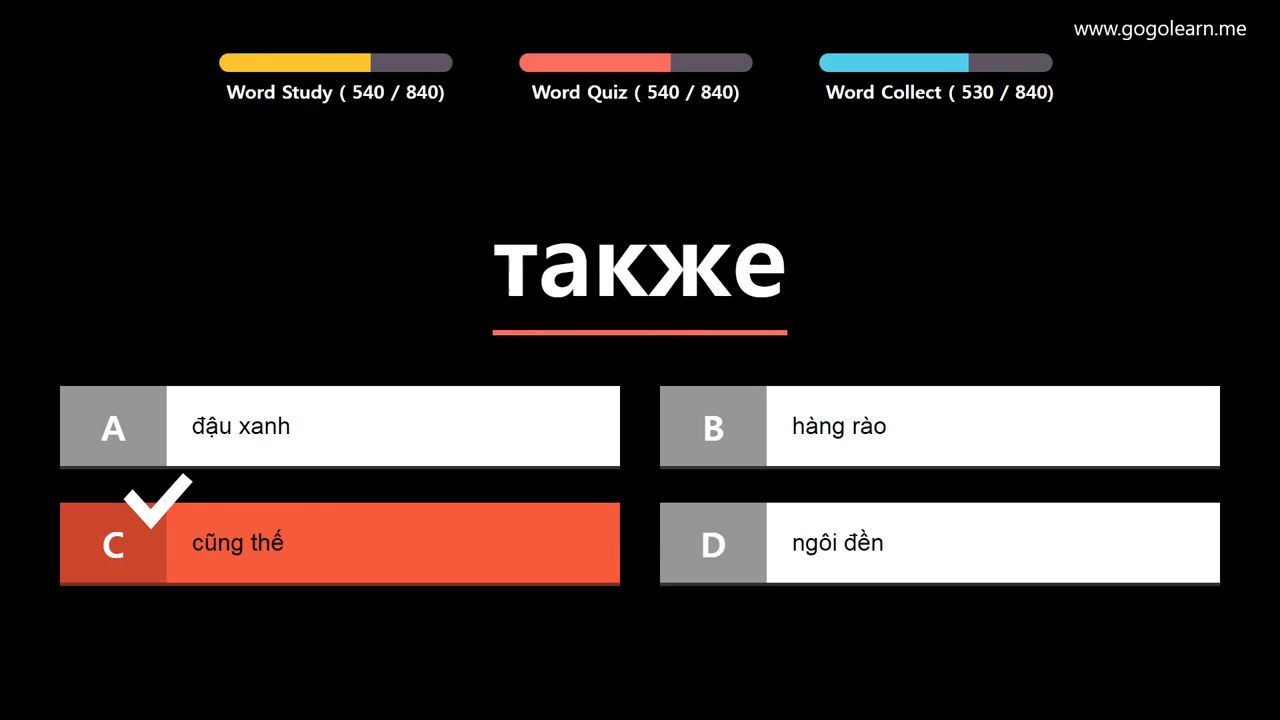 www.gogolearn.me
Word Study ( 540 / 840)
Word Quiz ( 540 / 840)
Word Collect ( 530 / 840)
также
A
đậu xanh
B
hàng rào
C
cũng thế
D
ngôi đền